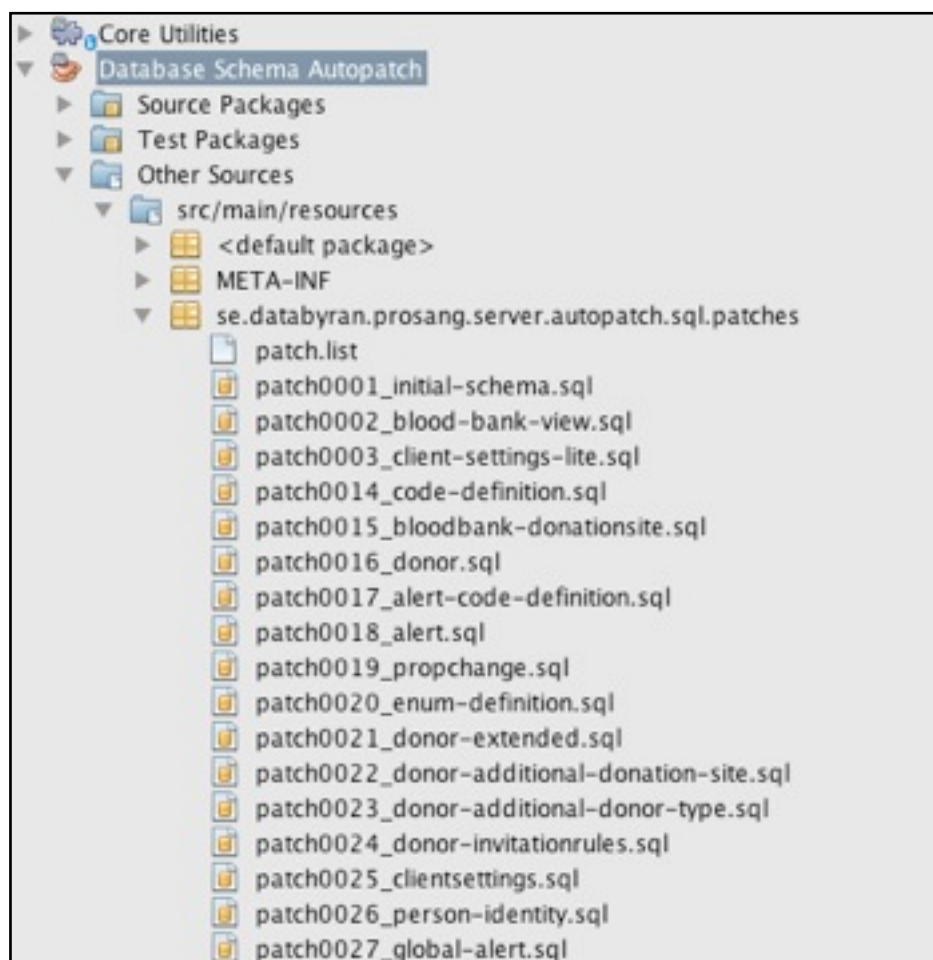 Core Utilities
Database Schema Autopatch
Source Packages
Test Packages
Other Sources
src/main/resources
<default package>
META-INF
se.databyran.prosang.server.autopatch.sql.patches
patch.list
patch0001_initial-schema.sql
patch0002_blood-bank-view.sql
patch0003_client-settings-lite.sql
patch0014_code-definition.sql
patch0015_bloodbank-donationsite.sql
patch0016_donor.sql
patch0017_alert-code-definition.sql
patch0018_alert.sql
patch0019_propchange.sql
patch0020_enum-definition.sql
patch0021_donor-extended.sql
patch0022_donor-additional-donation-site.sql
patch0023_donor-additional-donor-type.sql
patch0024_donor-invitationrules.sql
patch0025_clientsettings.sql
patch0026_person-identity.sql
patch0027_global-alert.sql